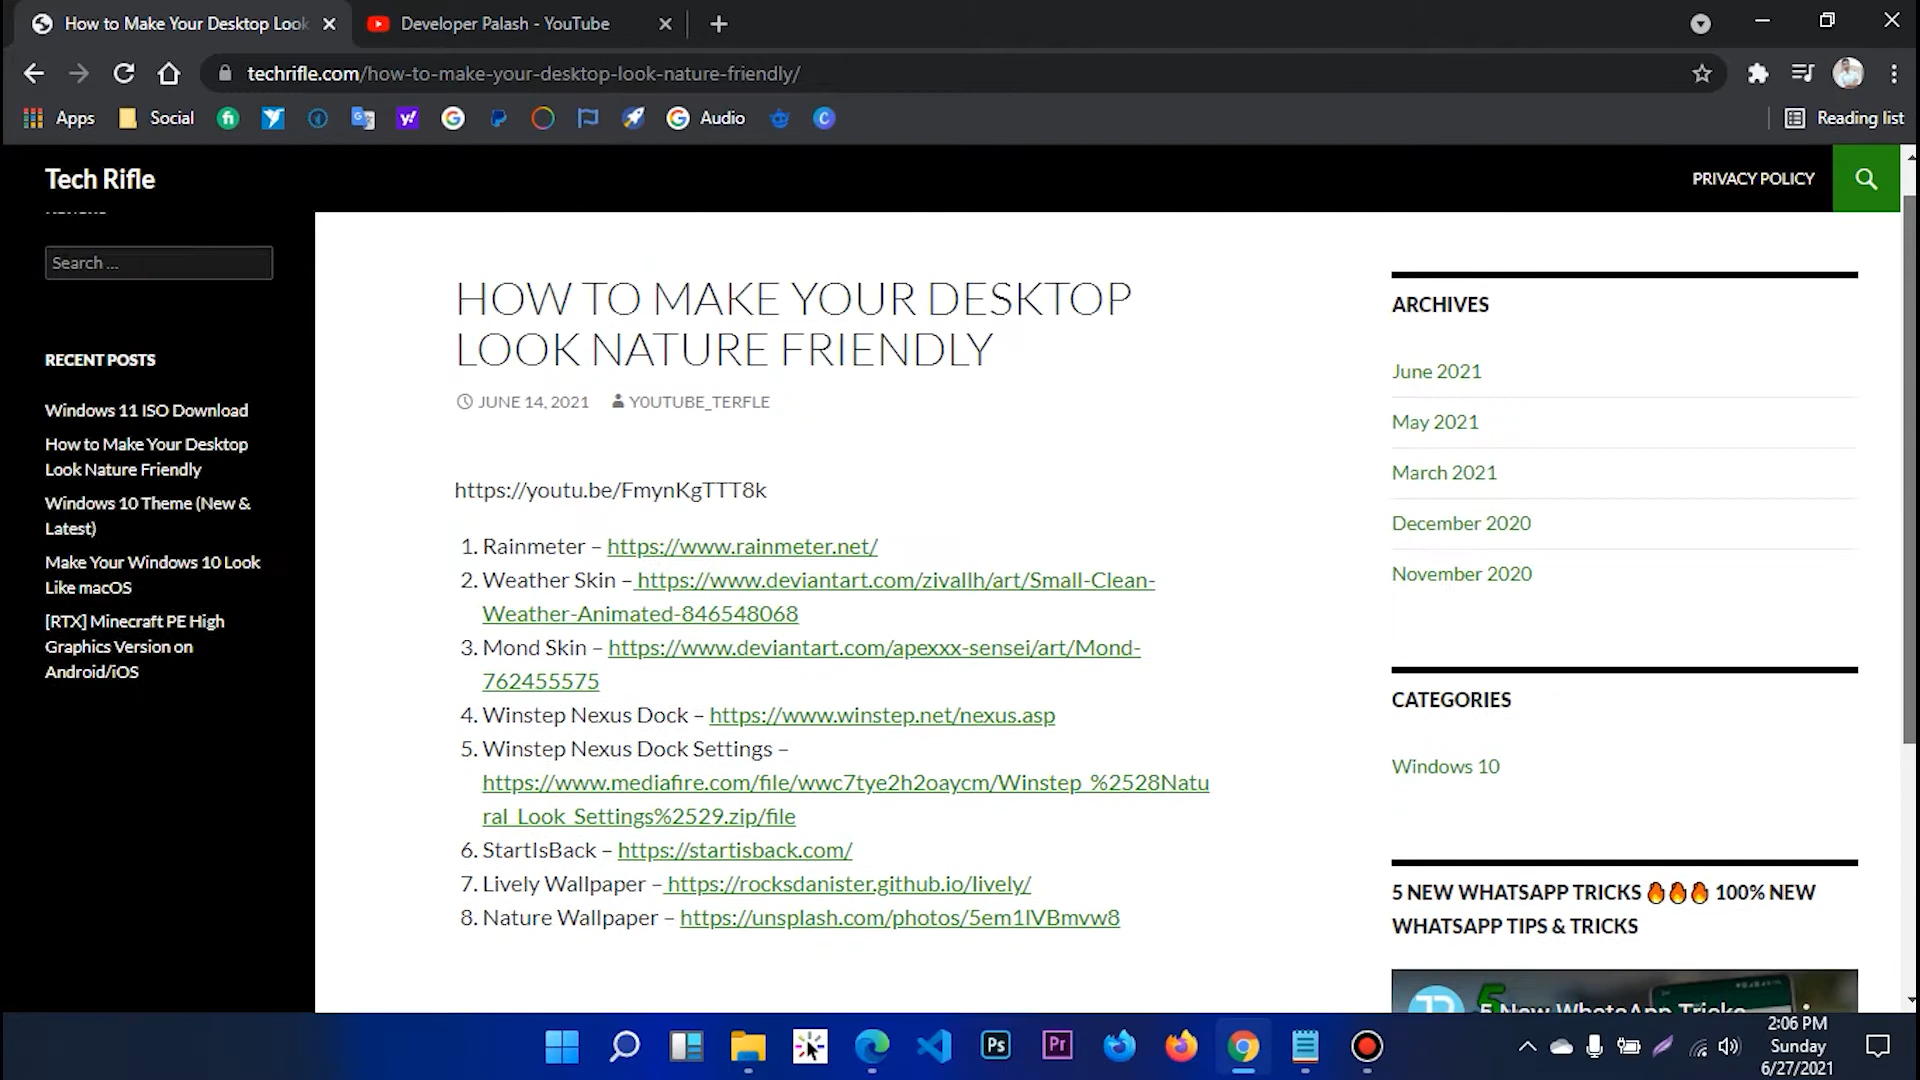 How to Make Your Desktop Look
Developer Palash - YouTube
techrifle.com/how-to-make-your-desktop-look-nature-friendly/
Apps
Social
Audio
Reading list
Tech Rifle
PRIVACY POLICY
Search ...
RECENT POSTS
Windows 11 ISO Download
How to Make Your Desktop
Look Nature Friendly
Windows 10 Theme (New &
Latest)
Make Your Windows 10 Look
Like macOS
[RTX] Minecraft PE High
Graphics Version on
Android/iOS
HOW TO MAKE YOUR DESKTOP
LOOK NATURE FRIENDLY
JUNE 14, 2021 Y0UTUBE_TERFLE
https://youtu.be/FmynKgTTT8k
1. Rainmeter – https://www.rainmeter.net/
2. Weather Skin – https://www.deviantart.com/zivallh/art/Small-Clean-
Weather-Animated-846548068
3. Mond Skin – https://www.deviantart.com/apexxx-sensei/art/Mond-
762455575
4. Winstep Nexus Dock – https://www.winstep.net/nexus.asp
5. Winstep Nexus Dock Settings –
https://www.mediafire.com/file/wwc7tye2h2oaycm/Winstep_%2528Natu
ral_Look_Settings%2529.zip/file
6. StartIsBack – https://startisback.com/
7. Lively Wallpaper – https://rocksdanister.github.io/lively/
8. Nature Wallpaper – https://unsplash.com/photos/5em1lVBmvw8
ARCHIVES
June 2021
May 2021
March 2021
December 2020
November 2020
CATEGORIES
Windows 10
5 NEW WHATSAPP TRICKS 🔥🔥🔥 100% NEW
WHATSAPP TIPS & TRICKS
5 New WhatsApp Tricks
Ps
Pr
2:06 PM
Sunday
6/27/2021